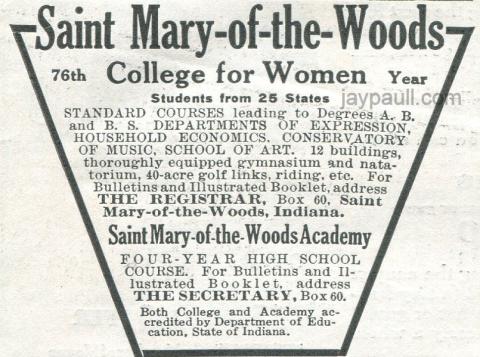 Saint Mary-of-the-Woods
76th College for Women Year
Students from 25 States
jaypaull.com
STANDARD COURSES leading to Degrees A. B.
and B. S. DEPARTMENTS OF EXPRESSION,
HOUSEHOLD ECONOMICS, CONSERVATORY
OF MUSIC, SCHOOL OF ART. 12 buildings,
thoroughly equipped gymnasium and nata-
torium, 40-acre golf links, riding, etc. For
Bulletins and Illustrated Booklet, address
THE REGISTRAR, Box 60, Saint
Mary-of-the-Woods, Indiana.
Saint Mary-of-the-Woods Academy
FOUR-YEAR HIGH SCHOOL
COURSE. For Bulletins and Il-
lustrated Booklet, address
THE SECRETARY, Box 60.
Both College and Academy ac-
credited by Department of Edu-
cation, State of Indiana.